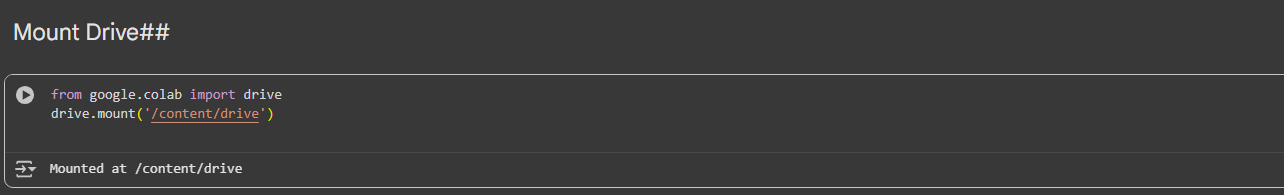 Mount Drive##
from google.colab import drive
drive.mount('/content/drive')
Mounted at /content/drive